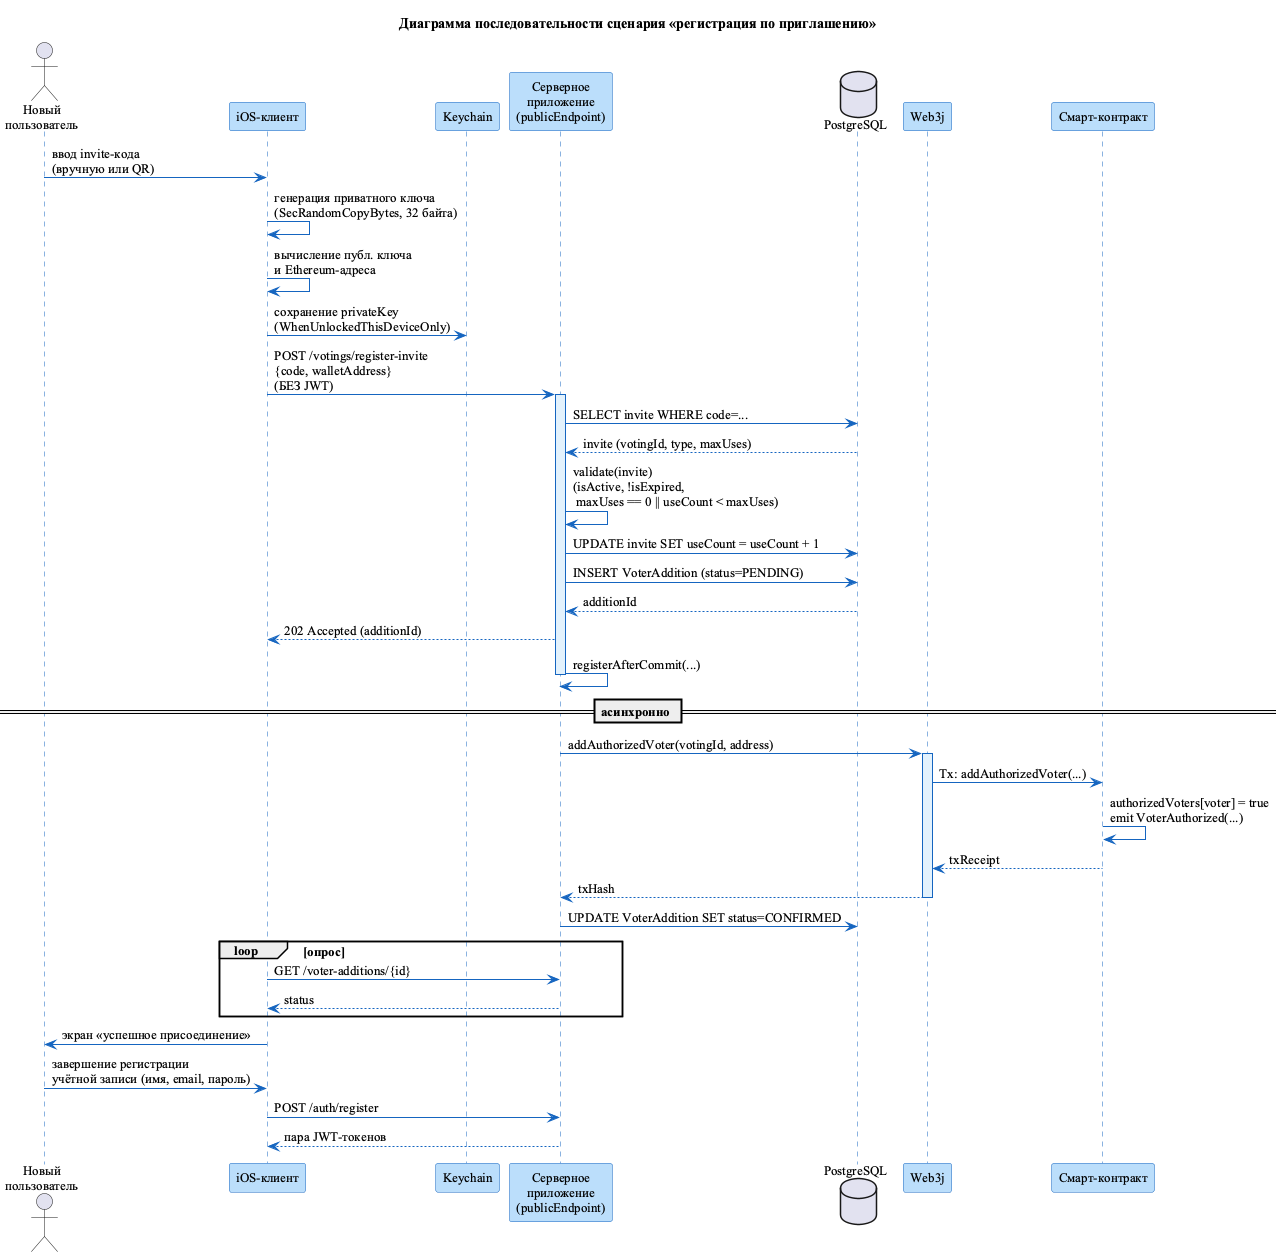 Диаграмма последовательности сценария «регистрация по приглашению»
Новый
пользователь
iOS-клиент
Keychain
Серверное
приложение
(publicEndpoint)
PostgreSQL
Web3j
Смарт-контракт
ввод invite-кода
(вручную или QR)
генерация приватного ключа
(SecRandomCopyBytes, 32 байта)
вычисление публ. ключа
и Ethereum-адреса
сохранение privateKey
(WhenUnlockedThisDeviceOnly)
POST /votings/register-invite
{code, walletAddress}
(БЕЗ JWT)
SELECT invite WHERE code=...
invite (votingId, type, maxUses)
validate(invite)
(isActive, !isExpired,
maxUses == 0 || useCount < maxUses)
UPDATE invite SET useCount = useCount + 1
INSERT VoterAddition (status=PENDING)
additionId
202 Accepted (additionId)
registerAfterCommit(...)
асинхронно
addAuthorizedVoter(votingId, address)
Tx: addAuthorizedVoter(...)
authorizedVoters[voter] = true
emit VoterAuthorized(...)
txReceipt
txHash
UPDATE VoterAddition SET status=CONFIRMED
loop [опрос]
GET /voter-additions/{id}
status
экран «успешное присоединение»
завершение регистрации
учётной записи (имя, email, пароль)
POST /auth/register
пара JWT-токенов
Новый
пользователь
iOS-клиент
Keychain
Серверное
приложение
(publicEndpoint)
PostgreSQL
Web3j
Смарт-контракт